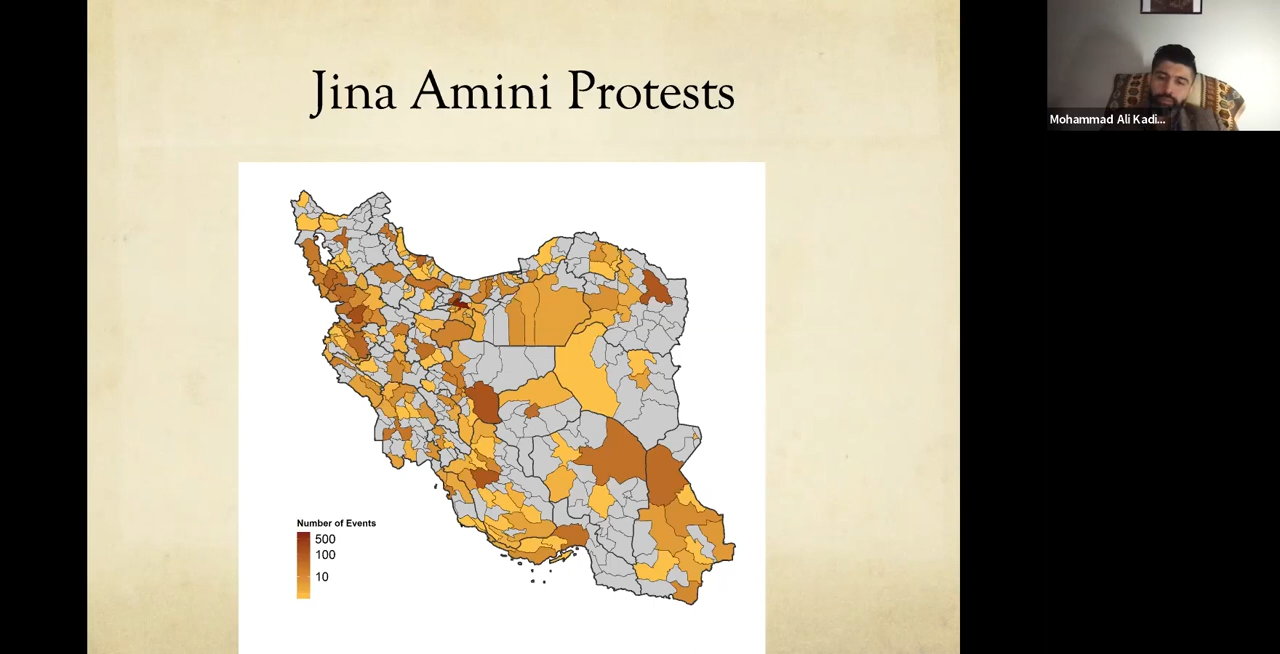 Jina Amini Protests
Mohammad Ali Kadi...
Number of Events
500
100
10